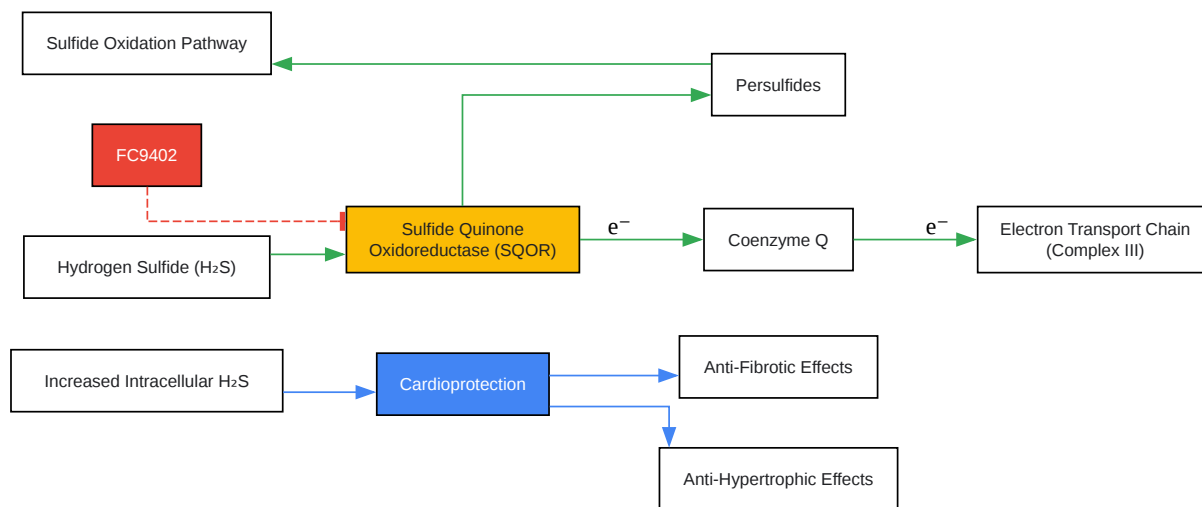 Sulfide Oxidation Pathway
Persulfides
FC9402
Sulfide Quinone
Oxidoreductase (SQOR)
e⁻
Coenzyme Q
e⁻
Electron Transport Chain
(Complex III)
Hydrogen Sulfide (H₂S)
Increased Intracellular H₂S
Cardioprotection
Anti-Fibrotic Effects
Anti-Hypertrophic Effects